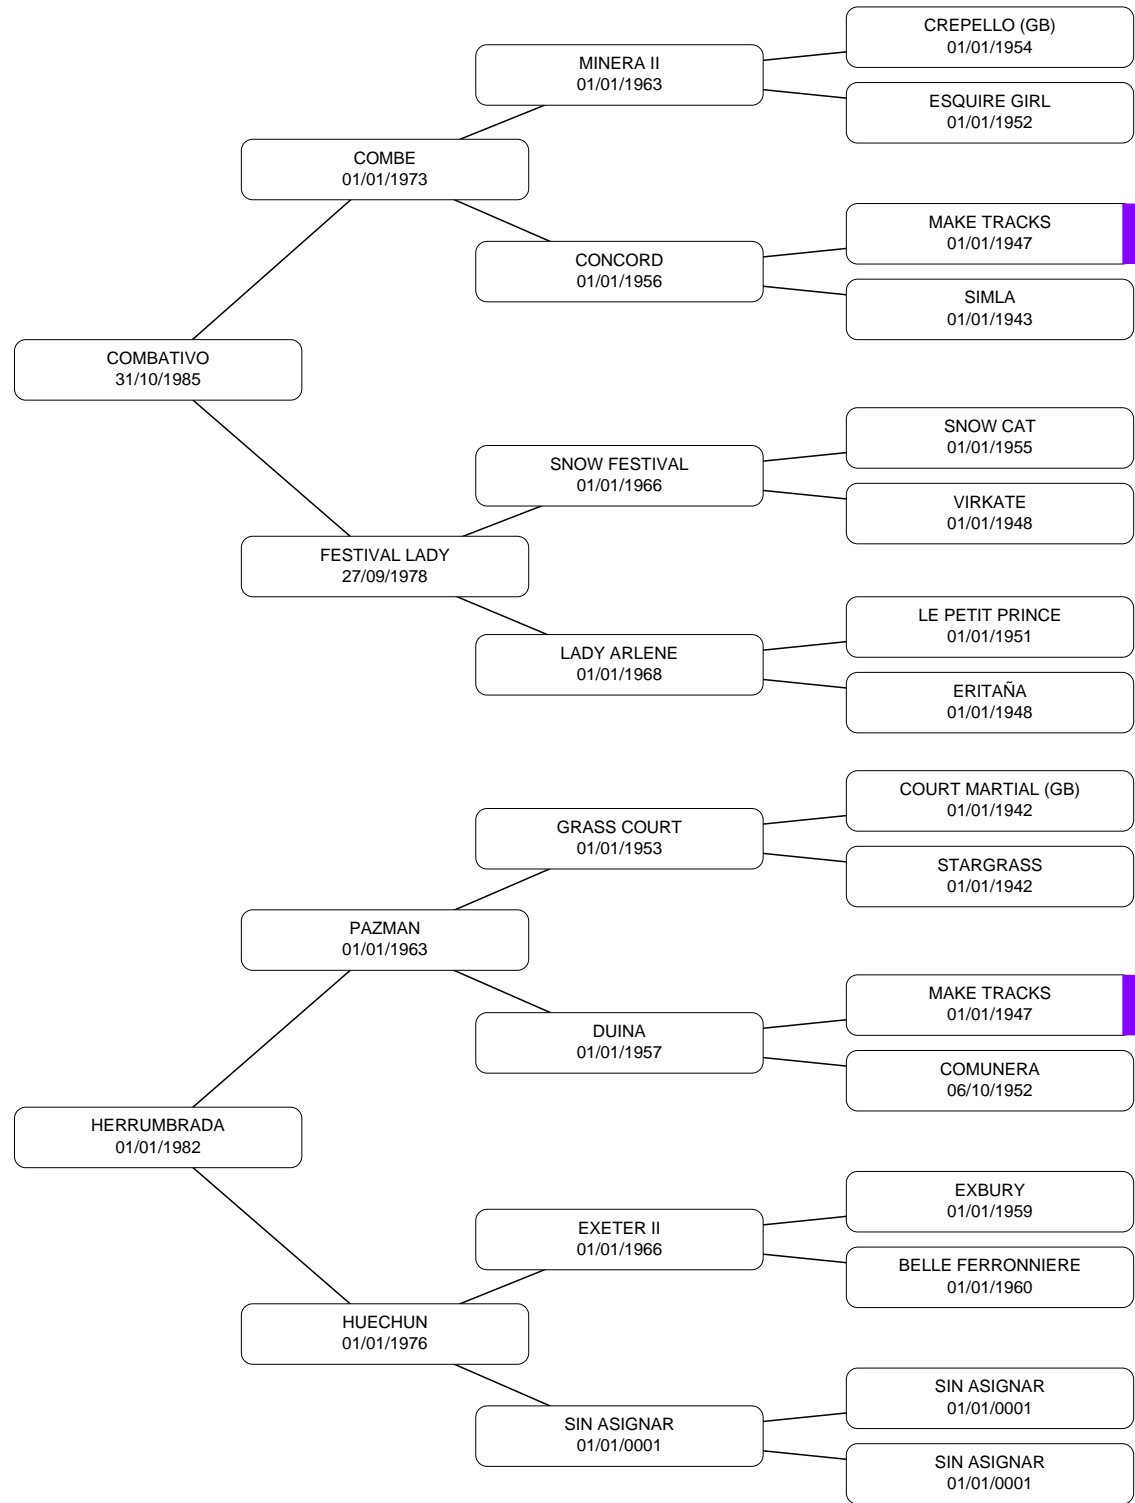 CREPELLO (GB)
01/01/1954
MINERA II
01/01/1963
ESQUIRE GIRL
01/01/1952
COMBE
01/01/1973
MAKE TRACKS
01/01/1947
CONCORD
01/01/1956
SIMLA
01/01/1943
COMBATIVO
31/10/1985
SNOW CAT
01/01/1955
SNOW FESTIVAL
01/01/1966
VIRKATE
01/01/1948
FESTIVAL LADY
27/09/1978
LE PETIT PRINCE
01/01/1951
LADY ARLENE
01/01/1968
ERITAÑA
01/01/1948
COURT MARTIAL (GB)
01/01/1942
GRASS COURT
01/01/1953
STARGRASS
01/01/1942
PAZMAN
01/01/1963
MAKE TRACKS
01/01/1947
DUINA
01/01/1957
COMUNERA
06/10/1952
HERRUMBRADA
01/01/1982
EXBURY
01/01/1959
EXETER II
01/01/1966
BELLE FERRONNIERE
01/01/1960
HUECHUN
01/01/1976
SIN ASIGNAR
01/01/0001
SIN ASIGNAR
01/01/0001
SIN ASIGNAR
01/01/0001